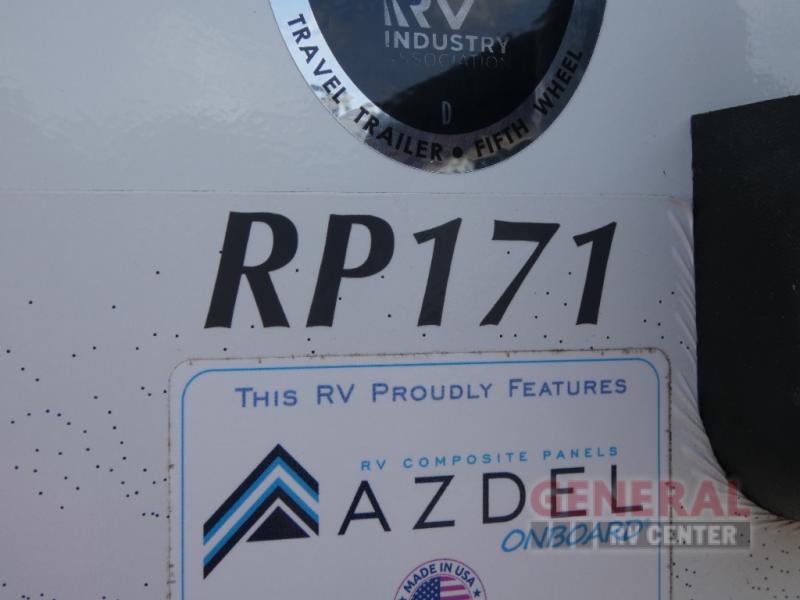 RV
INDUSTRY
ASSOCIATION
D
TRAVEL TRAILER • FIFTH WHEEL
RP171
THIS RV PROUDLY FEATURES
RV COMPOSITE PANELS
AZDEL
ONBOARD
GENERAL
RV CENTER
MADE IN USA